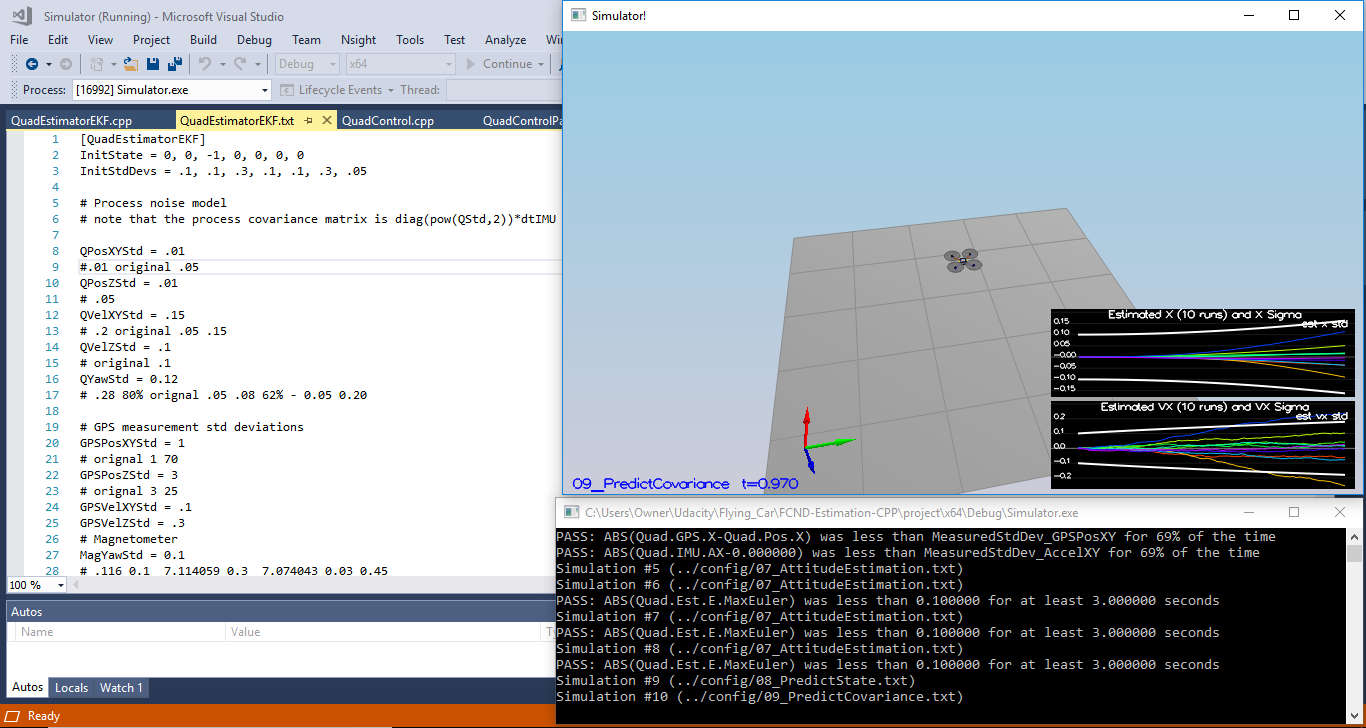 Simulator (Running) - Microsoft Visual Studio
File Edit View Project Build Debug Team Nsight Tools Test Analyze
Debug x64 Continue
Process: [16992] Simulator.exe Lifecycle Events Thread:
QuadEstimatorEKF.cpp QuadEstimatorEKF.txt QuadControl.cpp QuadControlPa
1 [QuadEstimatorEKF]
2 InitState = 0, 0, -1, 0, 0, 0, 0
3 InitStdDevs = .1, .1, .3, .1, .1, .3, .05
4
5 # Process noise model
6 # note that the process covariance matrix is diag(pow(QStd,2))*dtIMU
7
8 QPosXYStd = .01
9 #.01 original .05
10 QPosZStd = .01
11 # .05
12 QVelXYStd = .15
13 # .2 original .05 .15
14 QVelZStd = .1
15 # original .1
16 QYawStd = 0.12
17 # .28 80% orignal .05 .08 62% - 0.05 0.20
18
19 # GPS measurement std deviations
20 GPSPosXYStd = 1
21 # orignal 1 70
22 GPSPosZStd = 3
23 # orignal 3 25
24 GPSVelXYStd = .1
25 GPSVelZStd = .3
26 # Magnetometer
27 MagYawStd = 0.1
28 # .116 0.1 7.114059 0.3 7.074043 0.03 0.45
100 %
Autos
Name Value
Autos Locals Watch 1
Ready
Simulator!
Estimated X (10 runs) and X Sigma
est x std
0.15
0.10
0.05
-0.00
-0.05
-0.10
-0.15
Estimated VX (10 runs) and VX Sigma
est vx std
0.2
0.1
0.0
-0.1
-0.2
09_PredictCovariance t=0.970
C:\Users\Owner\Udacity\Flying_Car\FCND-Estimation-CPP\project\x64\Debug\Simulator.exe
PASS: ABS(Quad.GPS.X-Quad.Pos.X) was less than MeasuredStdDev_GPSPosXY for 69% of the time
PASS: ABS(Quad.IMU.AX-0.000000) was less than MeasuredStdDev_AccelXY for 69% of the time
Simulation #5 (../config/07_AttitudeEstimation.txt)
Simulation #6 (../config/07_AttitudeEstimation.txt)
PASS: ABS(Quad.Est.E.MaxEuler) was less than 0.100000 for at least 3.000000 seconds
Simulation #7 (../config/07_AttitudeEstimation.txt)
PASS: ABS(Quad.Est.E.MaxEuler) was less than 0.100000 for at least 3.000000 seconds
Simulation #8 (../config/07_AttitudeEstimation.txt)
PASS: ABS(Quad.Est.E.MaxEuler) was less than 0.100000 for at least 3.000000 seconds
Simulation #9 (../config/08_PredictState.txt)
Simulation #10 (../config/09_PredictCovariance.txt)